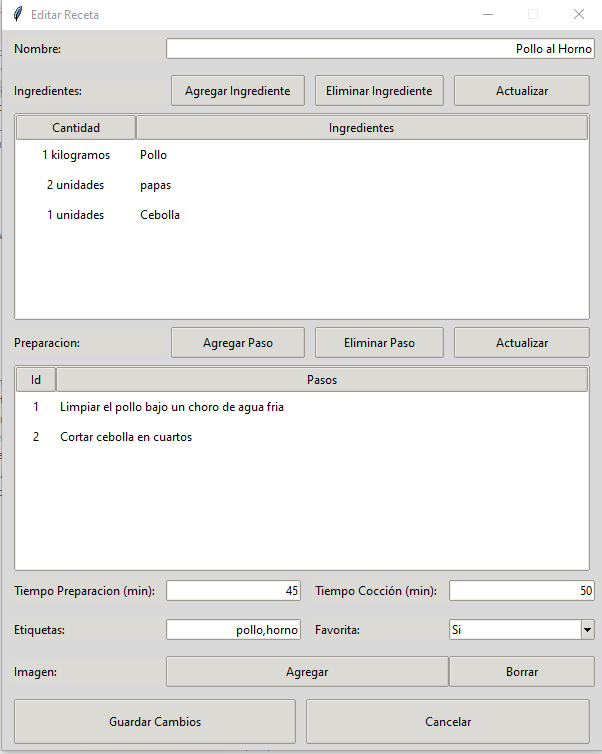 Editar Receta
Nombre: Pollo al Horno
Ingredientes: Agregar Ingrediente Eliminar Ingrediente Actualizar
Cantidad Ingredientes
1 kilogramos Pollo
2 unidades papas
1 unidades Cebolla
Preparacion: Agregar Paso Eliminar Paso Actualizar
Id Pasos
1 Limpiar el pollo bajo un choro de agua fria
2 Cortar cebolla en cuartos
Tiempo Preparacion (min): 45 Tiempo Cocción (min): 50
Etiquetas: pollo,horno Favorita: Si
Imagen: Agregar Borrar
Guardar Cambios Cancelar